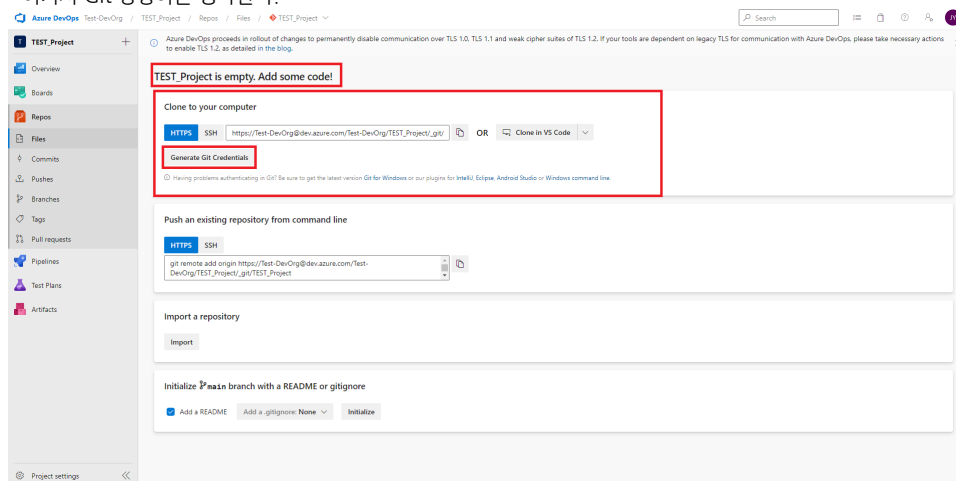 Azure DevOps Test-DevOrg / TEST_Project / Repos / Files / TEST_Project
Search
JY
TEST_Project
Azure DevOps proceeds in rollout of changes to permanently disable communication over TLS 1.0, TLS 1.1 and weak cipher suites of TLS 1.2. If your tools are dependent on legacy TLS for communication with Azure DevOps, please take necessary actions
to enable TLS 1.2, as detailed in the blog.
Overview
Boards
Repos
Files
Commits
Pushes
Branches
Tags
Pull requests
Pipelines
Test Plans
Artifacts
Project settings
TEST_Project is empty. Add some code!
Clone to your computer
HTTPS SSH https://Test-DevOrg@dev.azure.com/Test-DevOrg/TEST_Project/_git/ OR Clone in VS Code
Generate Git Credentials
Having problems authenticating in Git? Be sure to get the latest version Git for Windows or our plugins for IntelliJ, Eclipse, Android Studio or Windows command line.
Push an existing repository from command line
HTTPS SSH
git remote add origin https://Test-DevOrg@dev.azure.com/Test-
DevOrg/TEST_Project/_git/TEST_Project
Import a repository
Import
Initialize main branch with a README or gitignore
Add a README Add a .gitignore: None Initialize